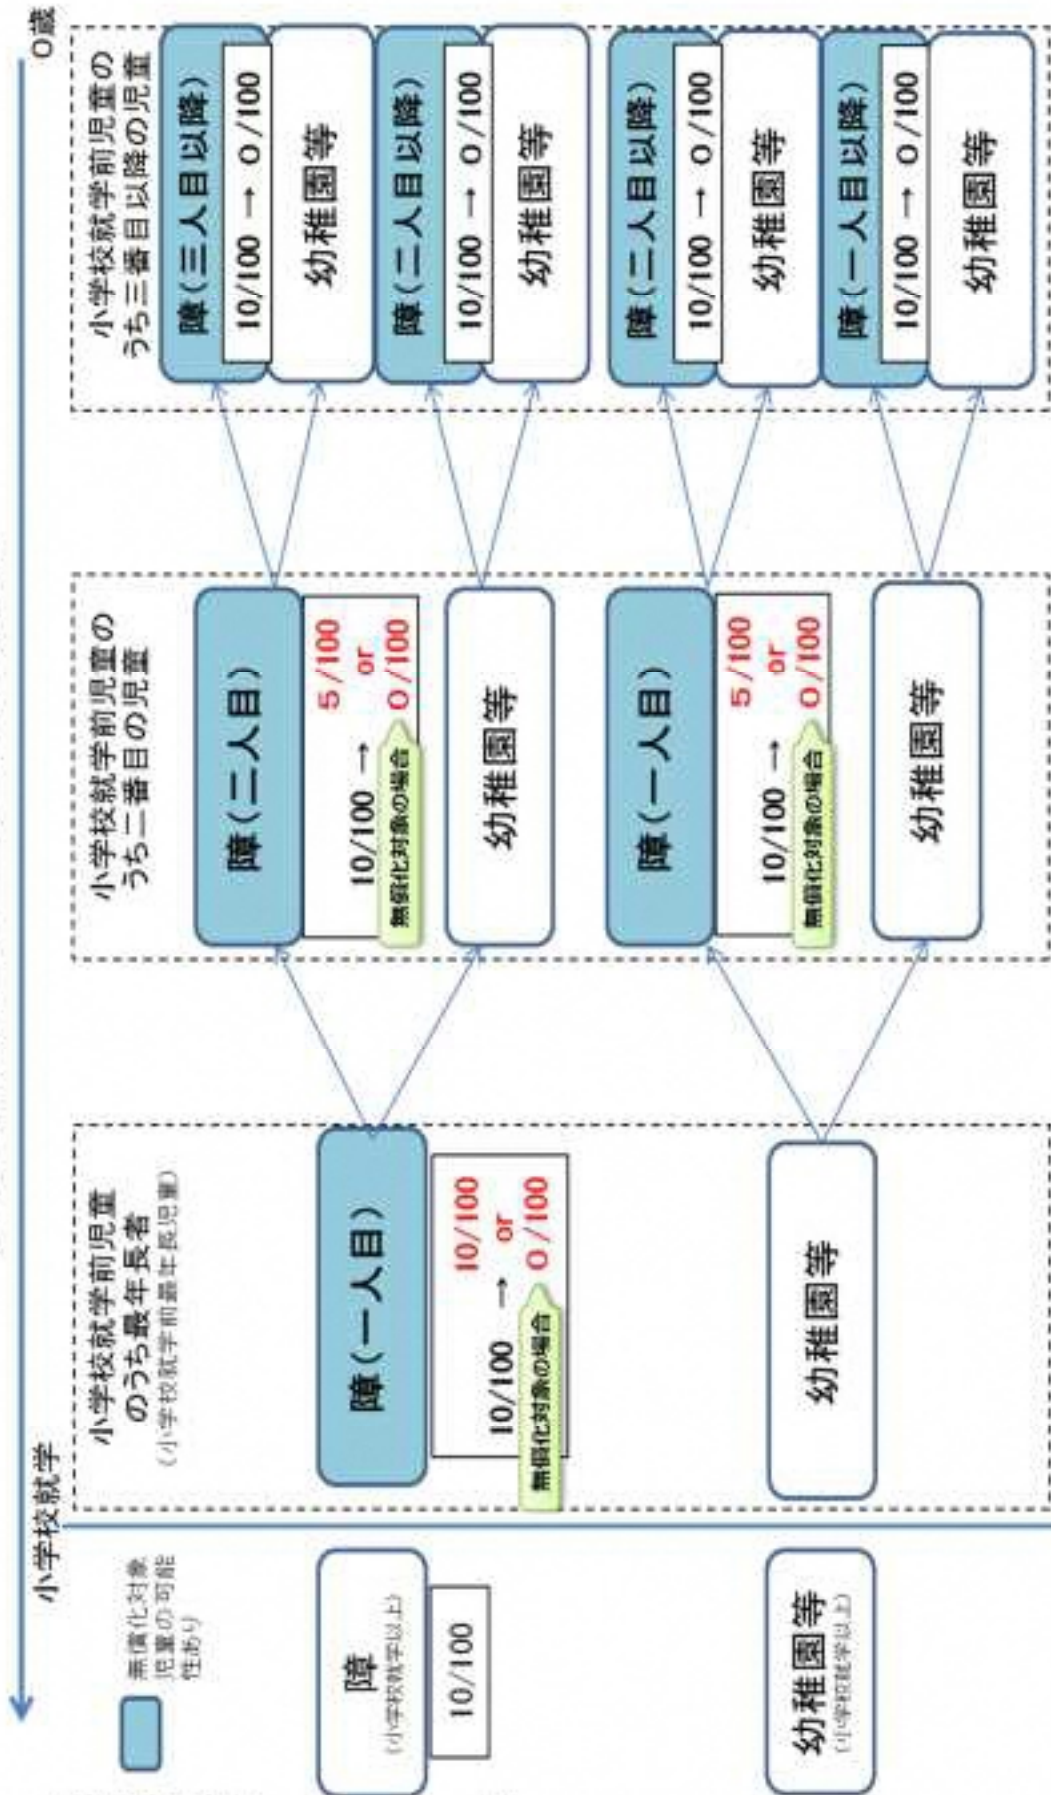 小学校就学
0歳
無償化対象
児童の可能
性あり
障
(小学校就学以上)
10/100
幼稚園等
(小学校就学以上)
小学校就学前児童
のうち最年長者
(小学校就学前最年長児童)
障(一人目)
10/100 →
10/100
or
0/100
無償化対象の場合
幼稚園等
小学校就学前児童の
うち二番目の児童
障(二人目)
10/100 →
5/100
or
0/100
無償化対象の場合
幼稚園等
障(一人目)
10/100 →
5/100
or
0/100
無償化対象の場合
幼稚園等
小学校就学前児童の
うち三番目以降の児童
障(三人目以降)
10/100 → 0/100
幼稚園等
障(二人目以降)
10/100 → 0/100
幼稚園等
障(二人目以降)
10/100 → 0/100
幼稚園等
障(一人目以降)
10/100 → 0/100
幼稚園等